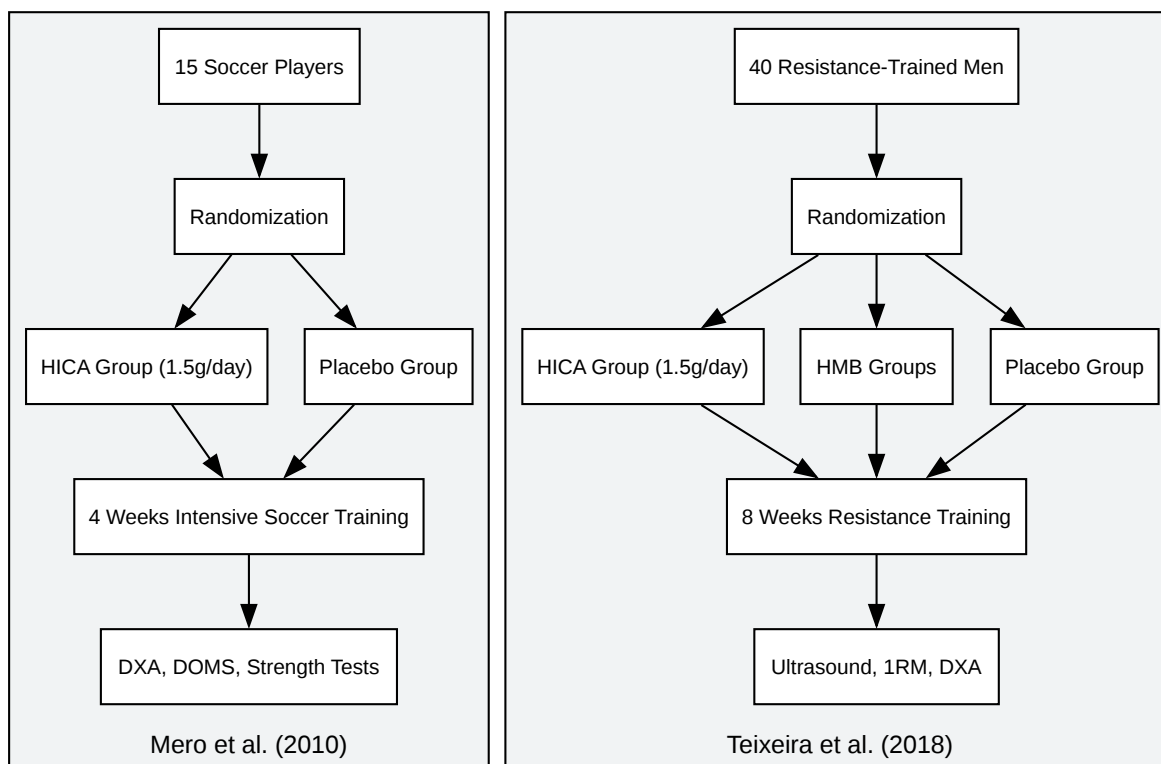 15 Soccer Players
Randomization
HICA Group (1.5g/day)
Placebo Group
4 Weeks Intensive Soccer Training
DXA, DOMS, Strength Tests
Mero et al. (2010)
40 Resistance-Trained Men
Randomization
HICA Group (1.5g/day)
HMB Groups
Placebo Group
8 Weeks Resistance Training
Ultrasound, 1RM, DXA
Teixeira et al. (2018)